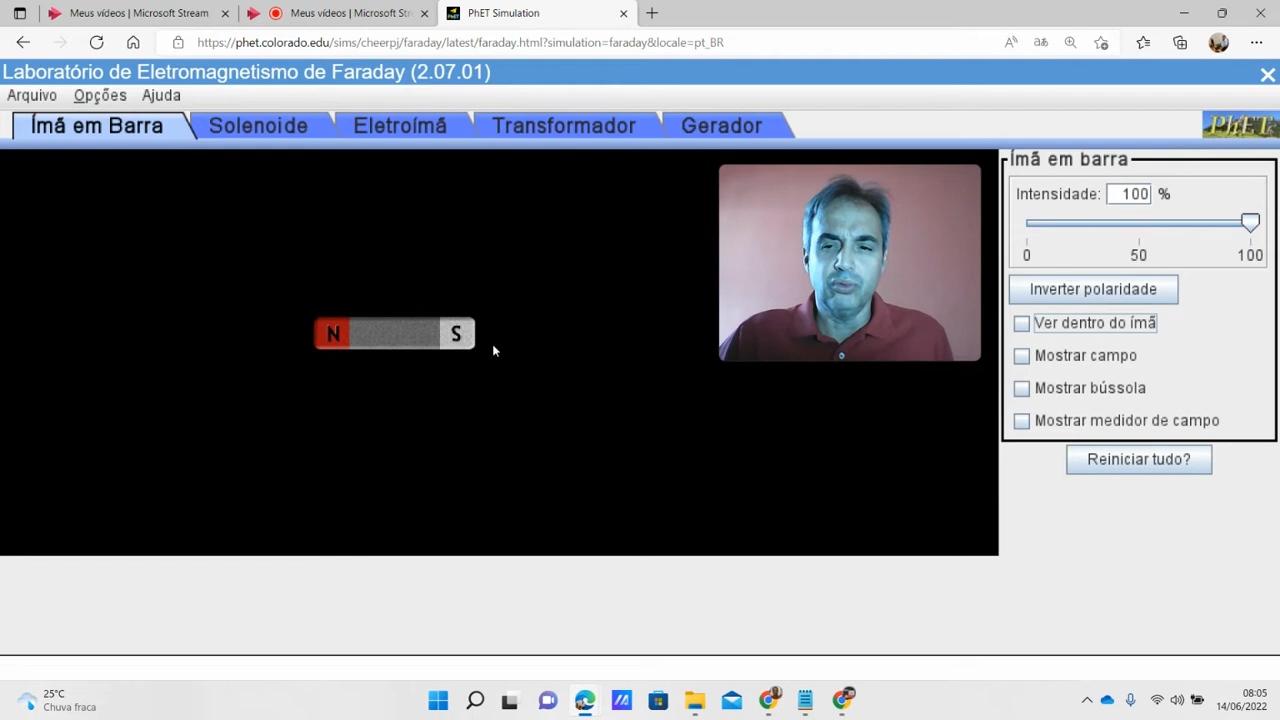 Meus vídeos | Microsoft Stream
Meus vídeos | Microsoft Str
PhET Simulation
https://phet.colorado.edu/sims/cheerpj/faraday/latest/faraday.html?simulation=faraday&locale=pt_BR
Laboratório de Eletromagnetismo de Faraday (2.07.01)
Arquivo Opções Ajuda
Ímã em Barra Solenoide Eletroímã Transformador Gerador
PhET
Ímã em barra
Intensidade: 100 %
0 50 100
Inverter polaridade
Ver dentro do ímã
Mostrar campo
Mostrar bússola
Mostrar medidor de campo
Reiniciar tudo?
N S
25°C
Chuva fraca
08:05
14/06/2022